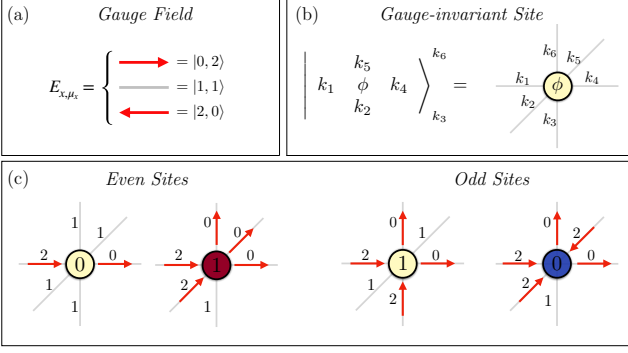 (a) Gauge Field
E_{x,μ_x} = { = |0, 2⟩
= |1, 1⟩
= |2, 0⟩
(b) Gauge-invariant Site
| k_5 ⟩ k_6
k_1 ϕ k_4 =
k_2 k_3
k_6 k_5
k_1 ϕ k_4
k_2
k_3
(c) Even Sites
1 1
2 0 0
1
1
0 0
2 1 0
2
1
Odd Sites
0 1
2 1 0
1
2
0 2
2 0 0
2
1